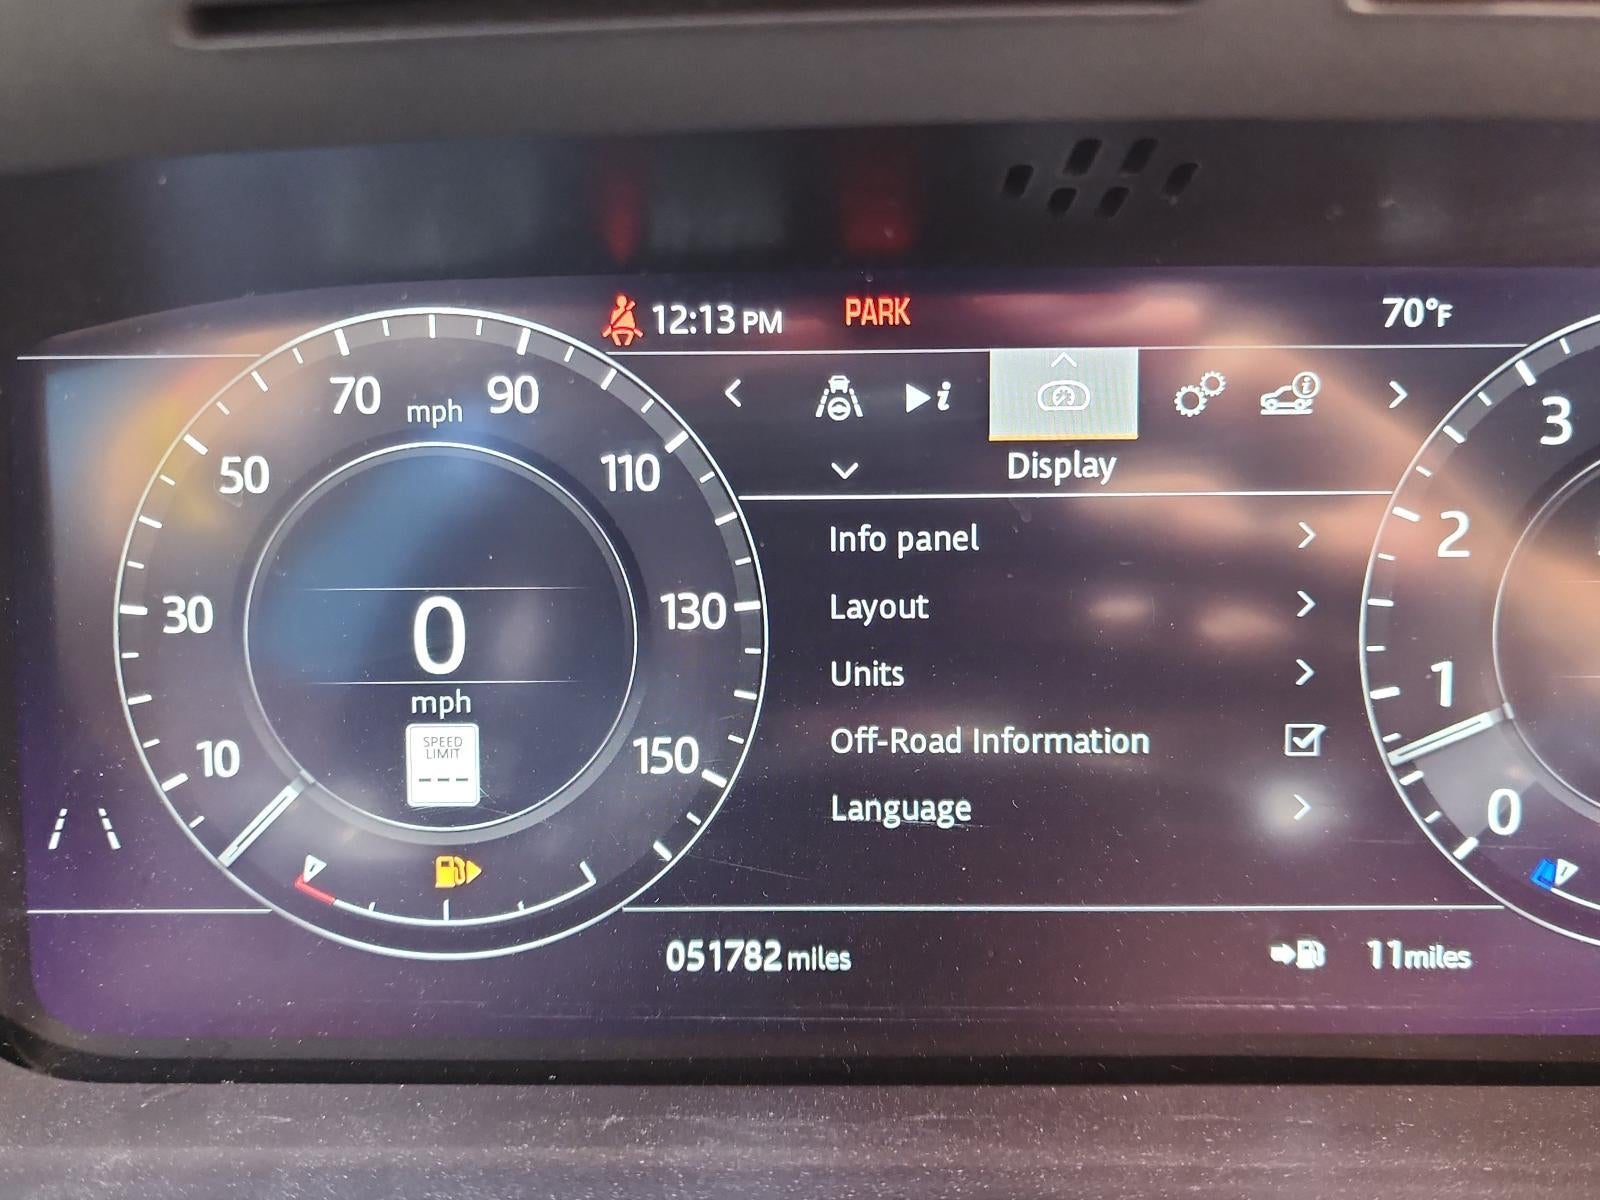 12:13 PM PARK 70°F
Display
Info panel
Layout
Units
Off-Road Information
Language
70 mph 90
50 110
30 130
10 150
0
mph
SPEED
LIMIT
---
3
2
1
0
051782 miles 11 miles